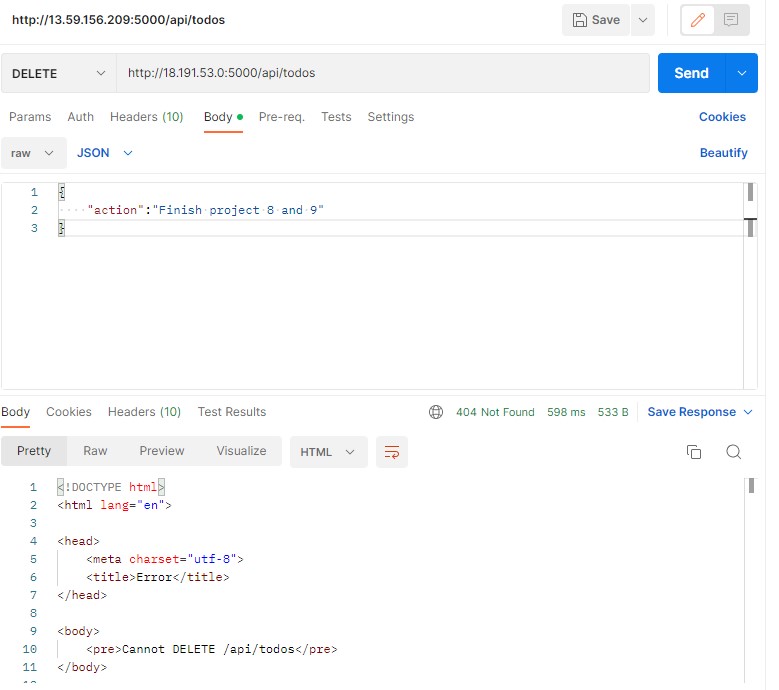 http://13.59.156.209:5000/api/todos
Save
DELETE
http://18.191.53.0:5000/api/todos
Send
Params Auth Headers (10) Body Pre-req. Tests Settings Cookies
raw JSON Beautify
1 {
2 ····"action":"Finish·project·8·and·9"
3 }
Body Cookies Headers (10) Test Results 404 Not Found 598 ms 533 B Save Response
Pretty Raw Preview Visualize HTML
1 <!DOCTYPE html>
2 <html lang="en">
3
4 <head>
5 <meta charset="utf-8">
6 <title>Error</title>
7 </head>
8
9 <body>
10 <pre>Cannot DELETE /api/todos</pre>
11 </body>